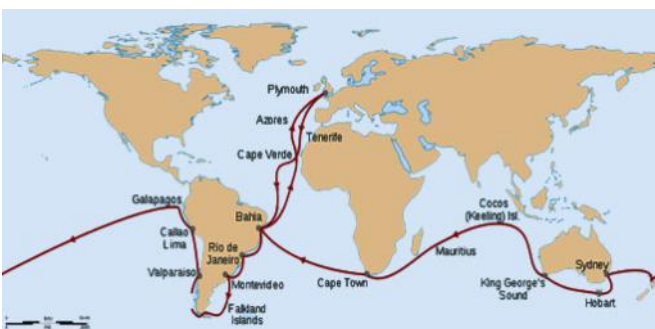 Plymouth
Azores
Tenerife
Cape Verde
Galapagos
Cocos
(Keeling) Isl.
Bahia
Callao
Lima
Rio de
Janeiro
Mauritius
Sydney
Valparaiso
Montevideo
Cape Town
King George's
Sound
Hobart
Falkland
Islands